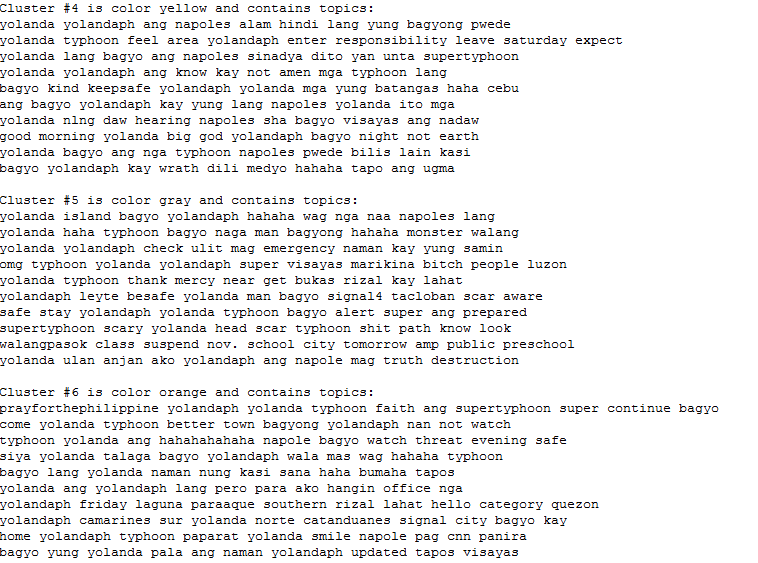 Cluster #4 is color yellow and contains topics:
yolanda yolandaph ang napoles alam hindi lang yung bagyong pwede
yolanda typhoon feel area yolandaph enter responsibility leave saturday expect
yolanda lang bagyo ang napoles sinadya dito yan unta supertyphoon
yolanda yolandaph ang know kay not amen mga typhoon lang
bagyo kind keepsafe yolandaph yolanda mga yung batangas haha cebu
ang bagyo yolandaph kay yung lang napoles yolanda ito mga
yolanda nlng daw hearing napoles sha bagyo visayas ang nadaw
good morning yolanda big god yolandaph bagyo night not earth
yolanda bagyo ang nga typhoon napoles pwede bilis lain kasi
bagyo yolandaph kay wrath dili medyo hahaha tapo ang ugma
Cluster #5 is color gray and contains topics:
yolanda island bagyo yolandaph hahaha wag nga naa napoles lang
yolanda haha typhoon bagyo naga man bagyong hahaha monster walang
yolanda yolandaph check ulit mag emergency naman kay yung samin
omg typhoon yolanda yolandaph super visayas marikina bitch people luzon
yolanda typhoon thank mercy near get bukas rizal kay lahat
yolandaph leyte besafe yolanda man bagyo signal4 tacloban scar aware
safe stay yolandaph yolanda typhoon bagyo alert super ang prepared
supertyphoon scary yolanda head scar typhoon shit path know look
walangpasok class suspend nov. school city tomorrow amp public preschool
yolanda ulan anjan ako yolandaph ang napole mag truth destruction
Cluster #6 is color orange and contains topics:
prayforthephilippine yolandaph yolanda typhoon faith ang supertyphoon super continue bagyo
come yolanda typhoon better town bagyong yolandaph nan not watch
typhoon yolanda ang hahahahahaha napole bagyo watch threat evening safe
siya yolanda talaga bagyo yolandaph wala mas wag hahaha typhoon
bagyo lang yolanda naman nung kasi sana haha bumaha tapos
yolanda ang yolandaph lang pero para ako hangin office nga
yolandaph friday laguna paraaque southern rizal lahat hello category quezon
yolandaph camarines sur yolanda norte catanduanes signal city bagyo kay
home yolandaph typhoon paparat yolanda smile napole pag cnn panira
bagyo yung yolanda pala ang naman yolandaph updated tapos visayas